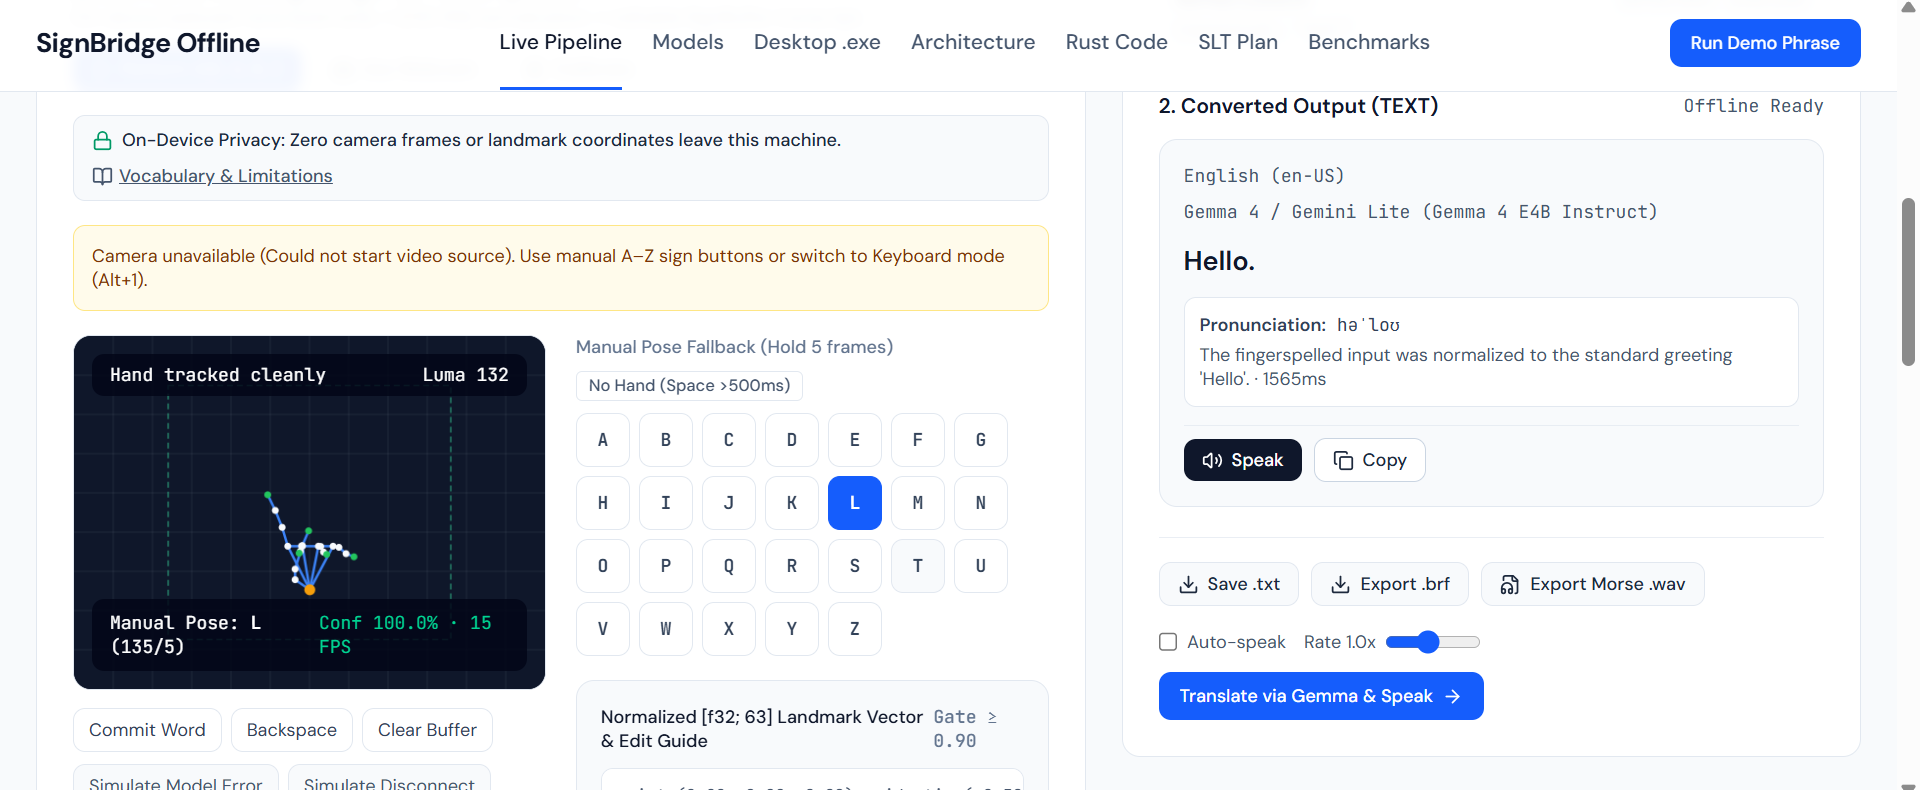 SignBridge Offline
Live Pipeline
Models
Desktop .exe
Architecture
Rust Code
SLT Plan
Benchmarks
Run Demo Phrase
On-Device Privacy: Zero camera frames or landmark coordinates leave this machine.
Vocabulary & Limitations
Camera unavailable (Could not start video source). Use manual A–Z sign buttons or switch to Keyboard mode
(Alt+1).
Hand tracked cleanly
Luma 132
Manual Pose: L
(135/5)
Conf 100.0% · 15
FPS
Commit Word
Backspace
Clear Buffer
Simulate Model Error
Simulate Disconnect
Manual Pose Fallback (Hold 5 frames)
No Hand (Space >500ms)
A B C D E F G
H I J K L M N
O P Q R S T U
V W X Y Z
Normalized [f32; 63] Landmark Vector
& Edit Guide
Gate ≥
0.90
2. Converted Output (TEXT)
Offline Ready
English (en-US)
Gemma 4 / Gemini Lite (Gemma 4 E4B Instruct)
Hello.
Pronunciation: həˈloʊ
The fingerspelled input was normalized to the standard greeting
'Hello'. · 1565ms
Speak
Copy
Save .txt
Export .brf
Export Morse .wav
Auto-speak
Rate 1.0x
Translate via Gemma & Speak →